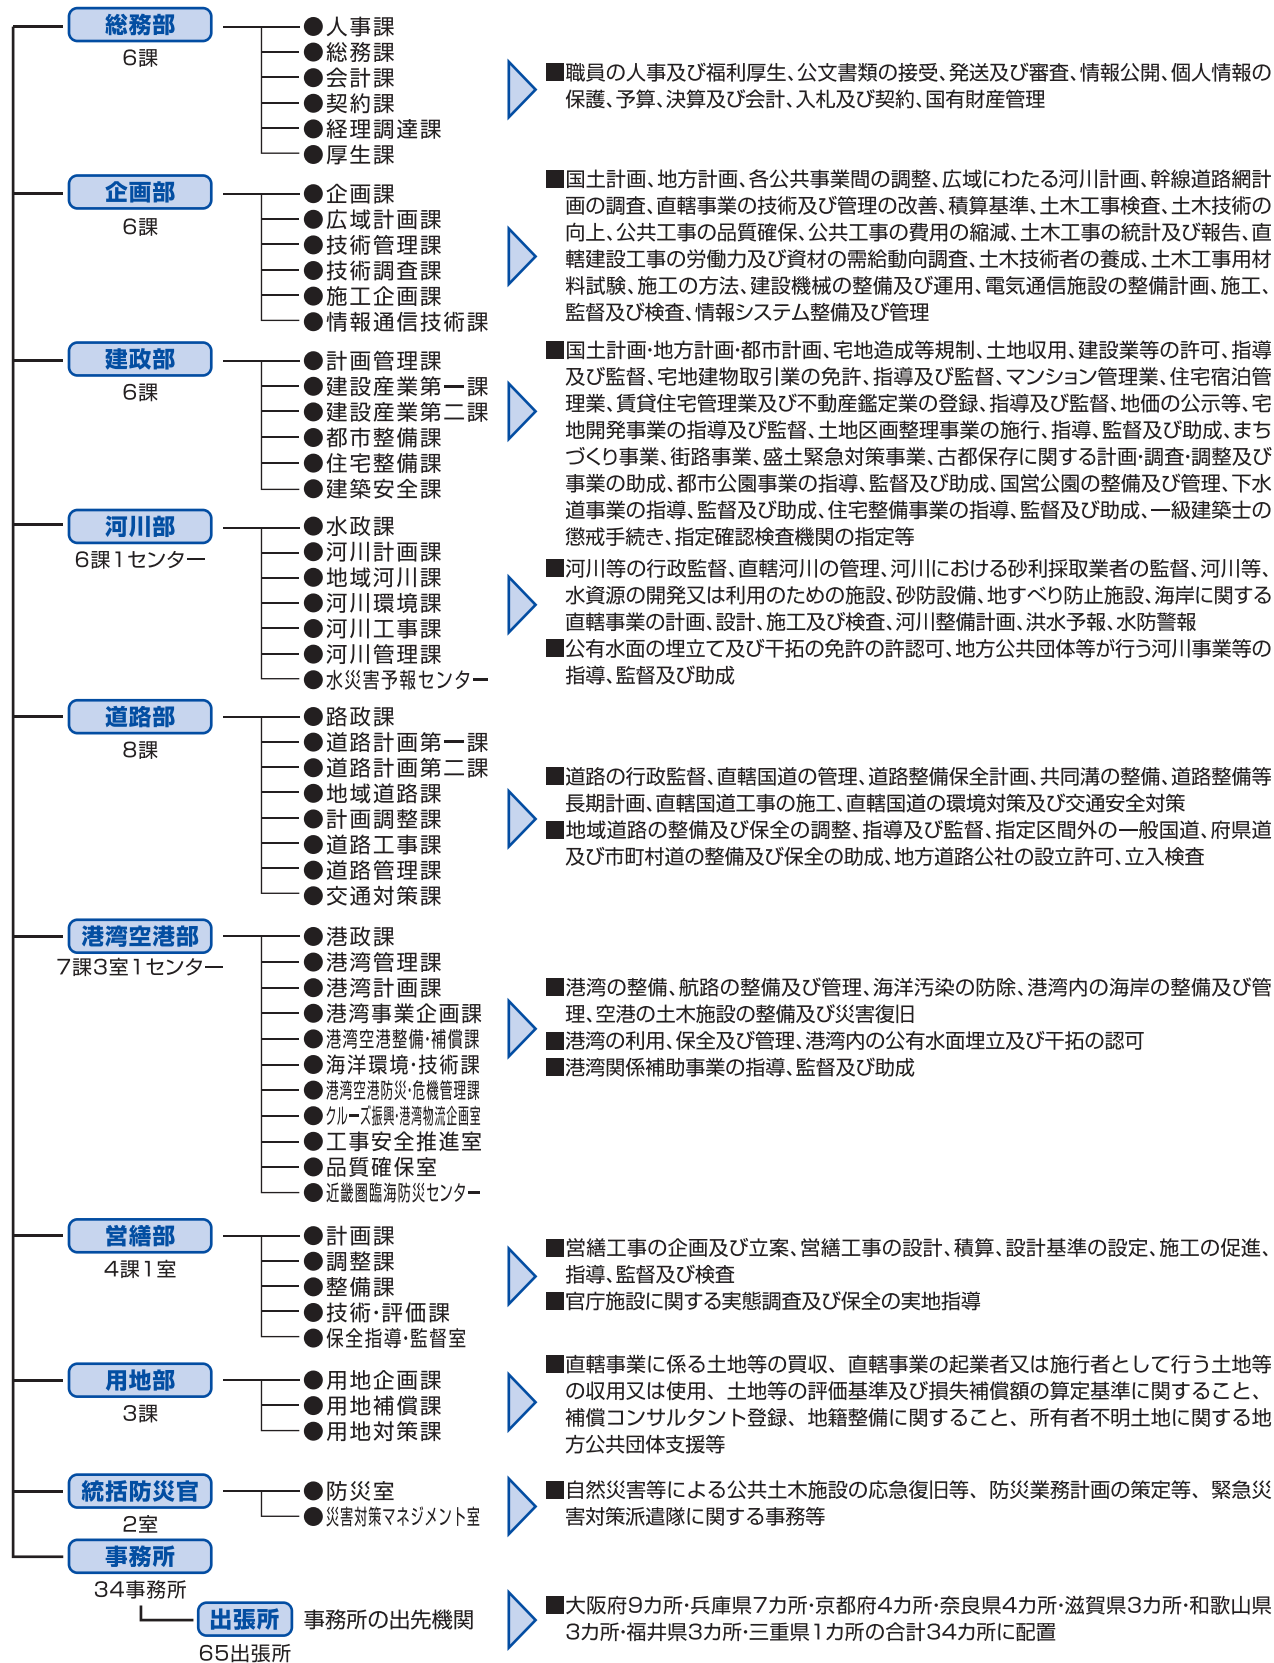 総務部
6課
●人事課
●総務課
●会計課
●契約課
●経理調達課
●厚生課
■職員の人事及び福利厚生、公文書類の接受、発送及び審査、情報公開、個人情報の
保護、予算、決算及び会計、入札及び契約、国有財産管理
企画部
6課
●企画課
●広域計画課
●技術管理課
●技術調査課
●施工企画課
●情報通信技術課
■国土計画、地方計画、各公共事業間の調整、広域にわたる河川計画、幹線道路網計
画の調査、直轄事業の技術及び管理の改善、積算基準、土木工事検査、土木技術の
向上、公共工事の品質確保、公共工事の費用の縮減、土木工事の統計及び報告、直
轄建設工事の労働力及び資材の需給動向調査、土木技術者の養成、土木工事用材
料試験、施工の方法、建設機械の整備及び運用、電気通信施設の整備計画、施工、
監督及び検査、情報システム整備及び管理
建政部
6課
●計画管理課
●建設産業第一課
●建設産業第二課
●都市整備課
●住宅整備課
●建築安全課
■国土計画・地方計画・都市計画、宅地造成等規制、土地収用、建設業等の許可、指導
及び監督、宅地建物取引業の免許、指導及び監督、マンション管理業、住宅宿泊管
理業、賃貸住宅管理業及び不動産鑑定業の登録、指導及び監督、地価の公示等、宅
地開発事業の指導及び監督、土地区画整理事業の施行、指導、監督及び助成、まち
づくり事業、街路事業、盛土緊急対策事業、古都保存に関する計画・調査・調整及び
事業の助成、都市公園事業の指導、監督及び助成、国営公園の整備及び管理、下水
道事業の指導、監督及び助成、住宅整備事業の指導、監督及び助成、一級建築士の
懲戒手続き、指定確認検査機関の指定等
河川部
6課1センター
●水政課
●河川計画課
●地域河川課
●河川環境課
●河川工事課
●河川管理課
●水災害予報センター
■河川等の行政監督、直轄河川の管理、河川における砂利採取業者の監督、河川等、
水資源の開発又は利用のための施設、砂防設備、地すべり防止施設、海岸に関する
直轄事業の計画、設計、施工及び検査、河川整備計画、洪水予報、水防警報
■公有水面の埋立て及び干拓の免許の許認可、地方公共団体等が行う河川事業等の
指導、監督及び助成
道路部
8課
●路政課
●道路計画第一課
●道路計画第二課
●地域道路課
●計画調整課
●道路工事課
●道路管理課
●交通対策課
■道路の行政監督、直轄国道の管理、道路整備保全計画、共同溝の整備、道路整備等
長期計画、直轄国道工事の施工、直轄国道の環境対策及び交通安全対策
■地域道路の整備及び保全の調整、指導及び監督、指定区間外の一般国道、府県道
及び市町村道の整備及び保全の助成、地方道路公社の設立許可、立入検査
港湾空港部
7課3室1センター
●港政課
●港湾管理課
●港湾計画課
●港湾事業企画課
●港湾空港整備・補償課
●海洋環境・技術課
●港湾空港防災・危機管理課
●クルーズ振興・港湾物流企画室
●工事安全推進室
●品質確保室
●近畿圏臨海防災センター
■港湾の整備、航路の整備及び管理、海洋汚染の防除、港湾内の海岸の整備及び管
理、空港の土木施設の整備及び災害復旧
■港湾の利用、保全及び管理、港湾内の公有水面埋立及び干拓の認可
■港湾関係補助事業の指導、監督及び助成
営繕部
4課1室
●計画課
●調整課
●整備課
●技術・評価課
●保全指導・監督室
■営繕工事の企画及び立案、営繕工事の設計、積算、設計基準の設定、施工の促進、
指導、監督及び検査
■官庁施設に関する実態調査及び保全の実地指導
用地部
3課
●用地企画課
●用地補償課
●用地対策課
■直轄事業に係る土地等の買収、直轄事業の起業者又は施行者として行う土地等
の収用又は使用、土地等の評価基準及び損失補償額の算定基準に関すること、
補償コンサルタント登録、地籍整備に関すること、所有者不明土地に関する地
方公共団体支援等
統括防災官
2室
●防災室
●災害対策マネジメント室
■自然災害等による公共土木施設の応急復旧等、防災業務計画の策定等、緊急災
害対策派遣隊に関する事務等
事務所
34事務所
出張所
65出張所
事務所の出先機関
■大阪府9カ所・兵庫県7カ所・京都府4カ所・奈良県4カ所・滋賀県3カ所・和歌山県
3カ所・福井県3カ所・三重県1カ所の合計34カ所に配置